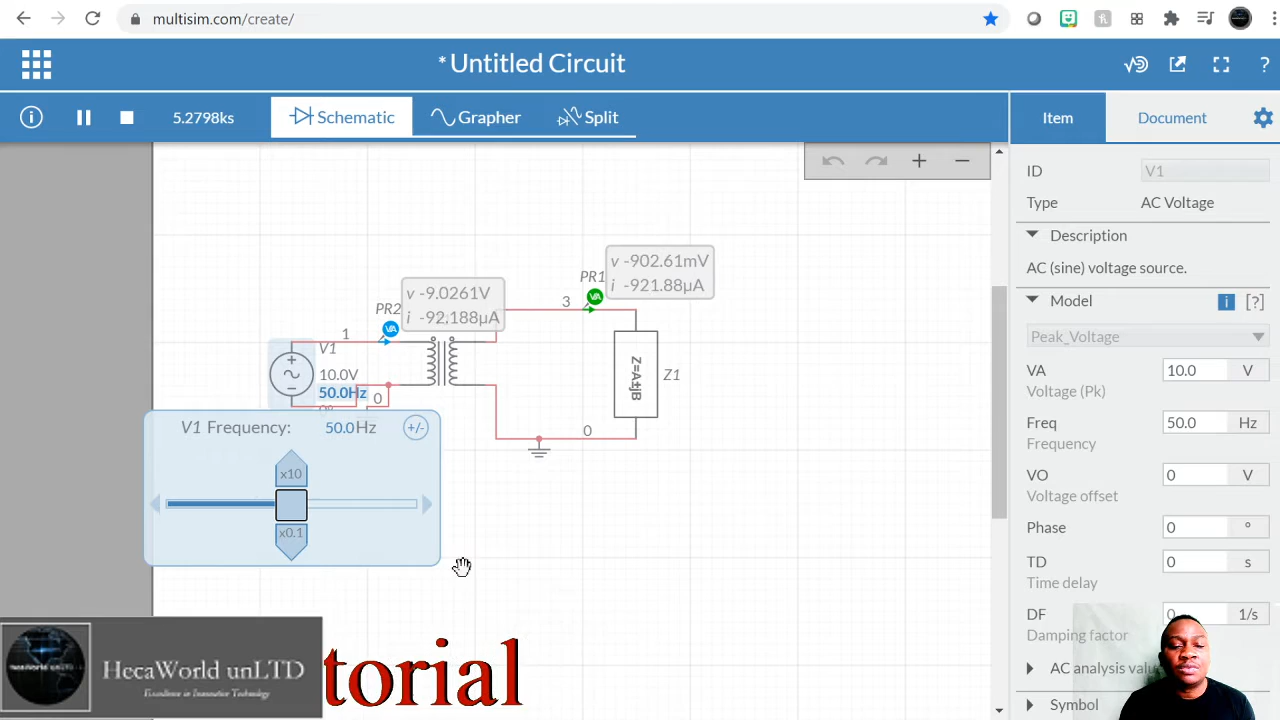 multisim.com/create/
*Untitled Circuit
?
5.2798ks
Schematic
Grapher
Split
Item
Document
ID
V1
Type
AC Voltage
Description
AC (sine) voltage source.
Model
i
[?]
Peak_Voltage
VA
10.0
V
Voltage (Pk)
Freq
50.0
Hz
Frequency
VO
0
V
Voltage offset
Phase
0
°
TD
0
s
Time delay
DF
0
1/s
Damping factor
AC analysis valu
Symbol
v -902.61mV
i -921.88µA
PR1
VA
3
v -9.0261V
i -92.188µA
PR2
VA
1
V1
10.0V
50.0Hz
0°
0
Z=A±jB
Z1
0
V1 Frequency: 50.0Hz
+/-
x10
x0.1
HecaWorld unLTD
Excellence in Innovative Technology
torial